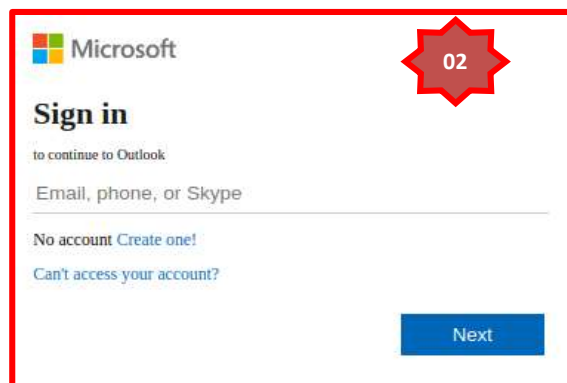 Microsoft
02
Sign in
to continue to Outlook
Email, phone, or Skype
No account Create one!
Can't access your account?
Next